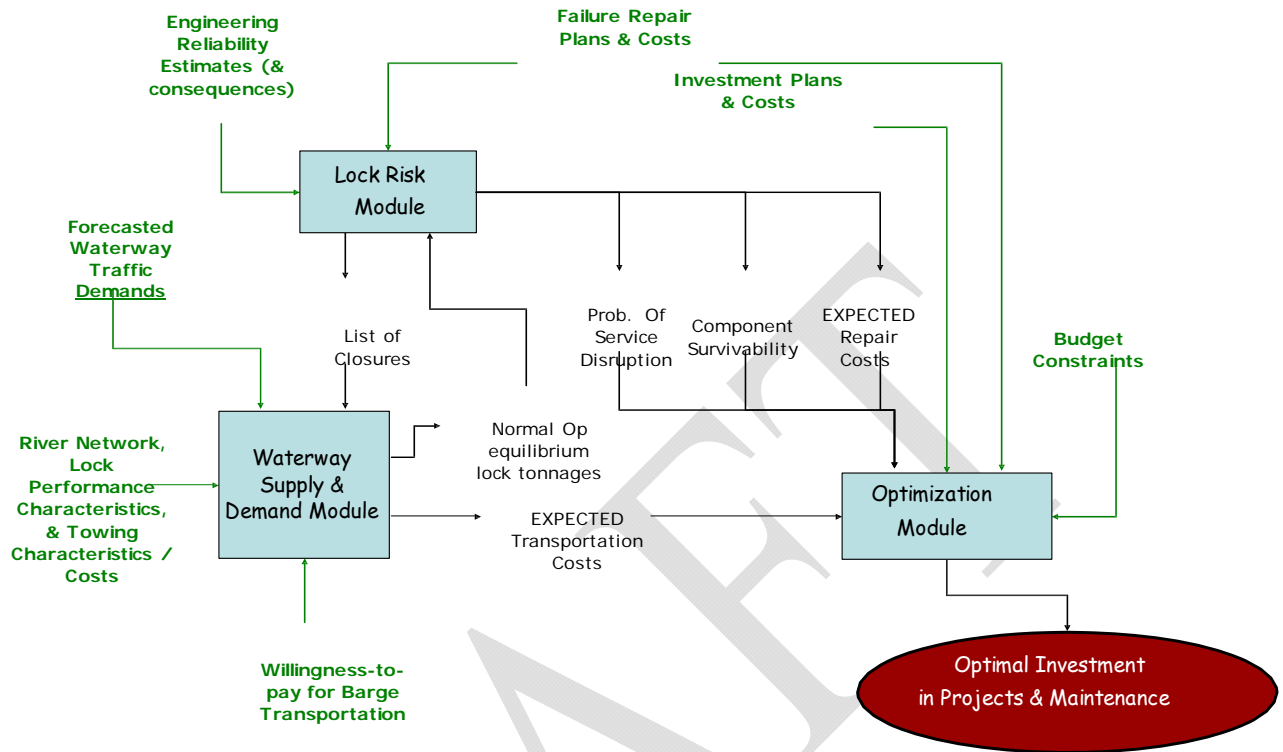 Engineering
Reliability
Estimates (&
consequences)
Failure Repair
Plans & Costs
Investment Plans
& Costs
Lock Risk
Module
Forecasted
Waterway
Traffic
Demands
List of
Closures
Prob. Of
Service
Disruption
Component
Survivability
EXPECTED
Repair
Costs
Budget
Constraints
River Network,
Lock
Performance
Characteristics,
& Towing
Characteristics /
Costs
Waterway
Supply &
Demand Module
Normal Op
equilibrium
lock tonnages
EXPECTED
Transportation
Costs
Optimization
Module
Willingness-to-
pay for Barge
Transportation
Optimal Investment
in Projects & Maintenance
AFT